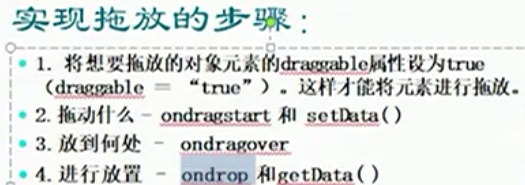 实现拖放的步骤：
1. 将想要拖放的对象元素的draggable属性设为true
（draggable = “true”）。这样才能将元素进行拖放。
2. 拖动什么 - ondragstart 和 setData()
3. 放到何处 - ondragover
4. 进行放置 - ondrop 和getData()